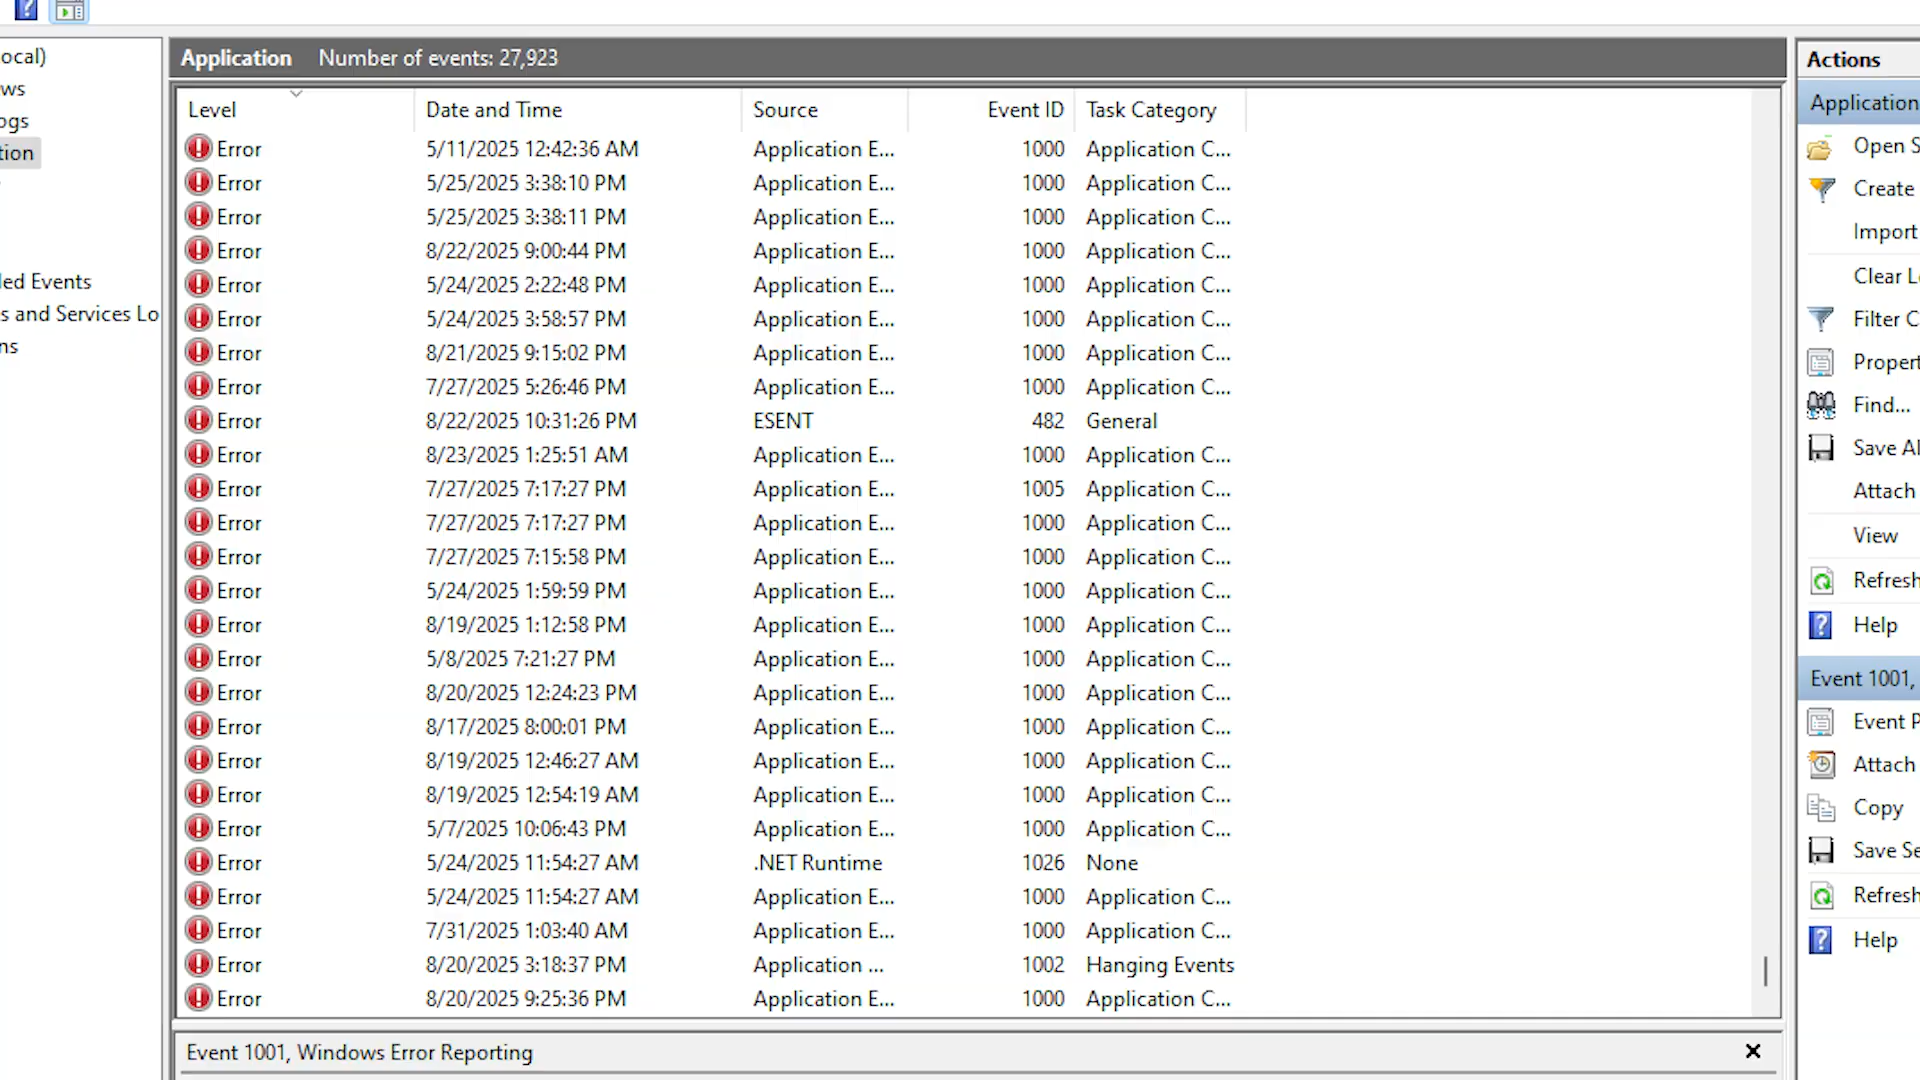 ocal)
ws
ogs
tion
led Events
s and Services Lo
ns
Application Number of events: 27,923
Level Date and Time Source Event ID Task Category
Error 5/11/2025 12:42:36 AM Application E... 1000 Application C...
Error 5/25/2025 3:38:10 PM Application E... 1000 Application C...
Error 5/25/2025 3:38:11 PM Application E... 1000 Application C...
Error 8/22/2025 9:00:44 PM Application E... 1000 Application C...
Error 5/24/2025 2:22:48 PM Application E... 1000 Application C...
Error 5/24/2025 3:58:57 PM Application E... 1000 Application C...
Error 8/21/2025 9:15:02 PM Application E... 1000 Application C...
Error 7/27/2025 5:26:46 PM Application E... 1000 Application C...
Error 8/22/2025 10:31:26 PM ESENT 482 General
Error 8/23/2025 1:25:51 AM Application E... 1000 Application C...
Error 7/27/2025 7:17:27 PM Application E... 1005 Application C...
Error 7/27/2025 7:17:27 PM Application E... 1000 Application C...
Error 7/27/2025 7:15:58 PM Application E... 1000 Application C...
Error 5/24/2025 1:59:59 PM Application E... 1000 Application C...
Error 8/19/2025 1:12:58 PM Application E... 1000 Application C...
Error 5/8/2025 7:21:27 PM Application E... 1000 Application C...
Error 8/20/2025 12:24:23 PM Application E... 1000 Application C...
Error 8/17/2025 8:00:01 PM Application E... 1000 Application C...
Error 8/19/2025 12:46:27 AM Application E... 1000 Application C...
Error 8/19/2025 12:54:19 AM Application E... 1000 Application C...
Error 5/7/2025 10:06:43 PM Application E... 1000 Application C...
Error 5/24/2025 11:54:27 AM .NET Runtime 1026 None
Error 5/24/2025 11:54:27 AM Application E... 1000 Application C...
Error 7/31/2025 1:03:40 AM Application E... 1000 Application C...
Error 8/20/2025 3:18:37 PM Application ... 1002 Hanging Events
Error 8/20/2025 9:25:36 PM Application E... 1000 Application C...
Event 1001, Windows Error Reporting
Actions
Application
Open S
Create
Import
Clear L
Filter C
Propert
Find...
Save Al
Attach
View
Refresh
Help
Event 1001,
Event P
Attach
Copy
Save Se
Refresh
Help